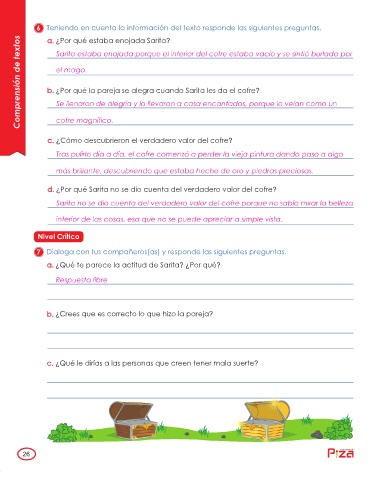 Comprensión de textos
6 Teniendo en cuenta la información del texto responde las siguientes preguntas.
a. ¿Por qué estaba enojada Sarita?
Sarita estaba enojada porque el interior del cofre estaba vacío y se sintió burlada por
el mago.
b. ¿Por qué la pareja se alegra cuando Sarita les da el cofre?
Se llenaron de alegría y lo llevaron a casa encantados, porque lo veían como un
cofre magnífico.
c. ¿Cómo descubrieron el verdadero valor del cofre?
Tras pulirlo día a día, el cofre comenzó a perder la vieja pintura dando paso a algo
más brillante, descubriendo que estaba hecho de oro y piedras preciosas.
d. ¿Por qué Sarita no se dio cuenta del verdadero valor del cofre?
Sarita no se dio cuenta del verdadero valor del cofre porque no sabía mirar la belleza
interior de las cosas, esa que no se puede apreciar a simple vista.
Nivel Crítico
7 Dialoga con tus compañeros(as) y responde las siguientes preguntas.
a. ¿Qué te parece la actitud de Sarita? ¿Por qué?
Respuesta libre
b. ¿Crees que es correcto lo que hizo la pareja?
c. ¿Qué le dirías a las personas que creen tener mala suerte?
26